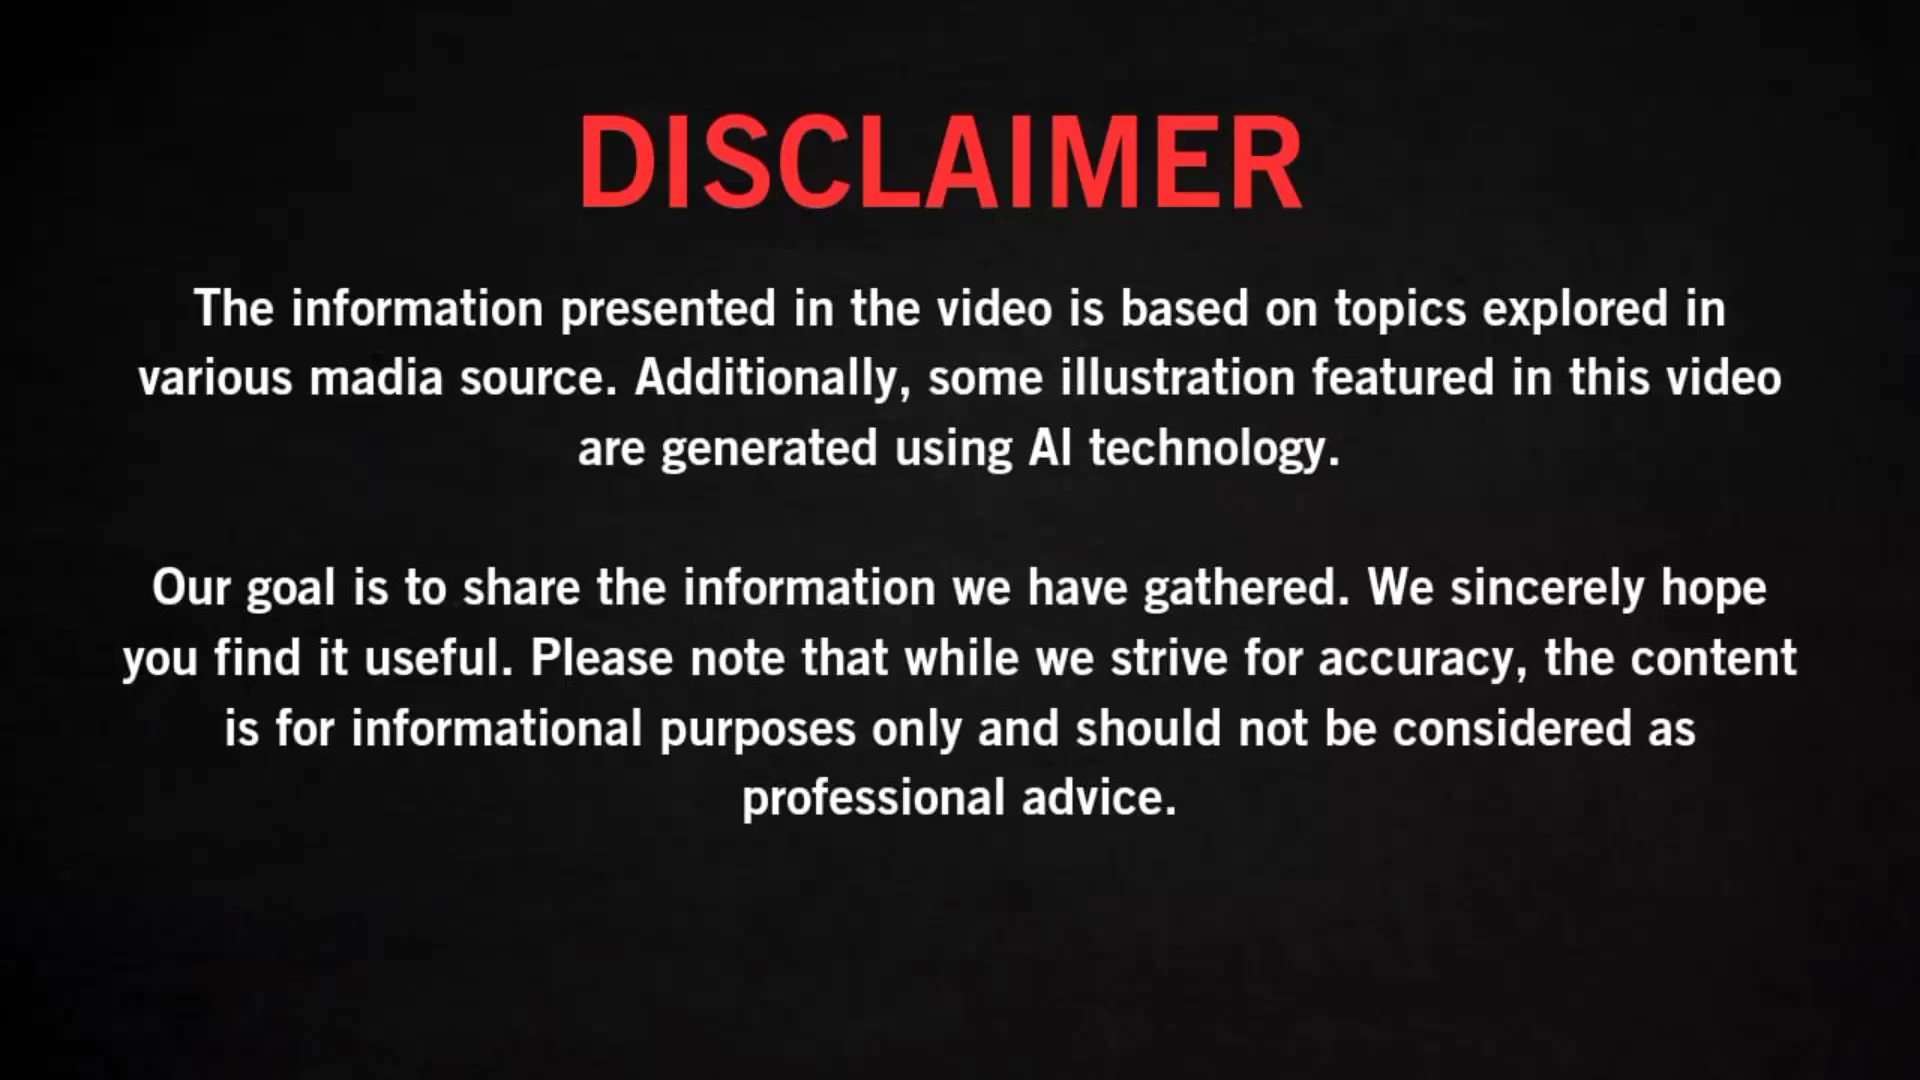 DISCLAIMER
The information presented in the video is based on topics explored in
various madia source. Additionally, some illustration featured in this video
are generated using AI technology.
Our goal is to share the information we have gathered. We sincerely hope
you find it useful. Please note that while we strive for accuracy, the content
is for informational purposes only and should not be considered as
professional advice.